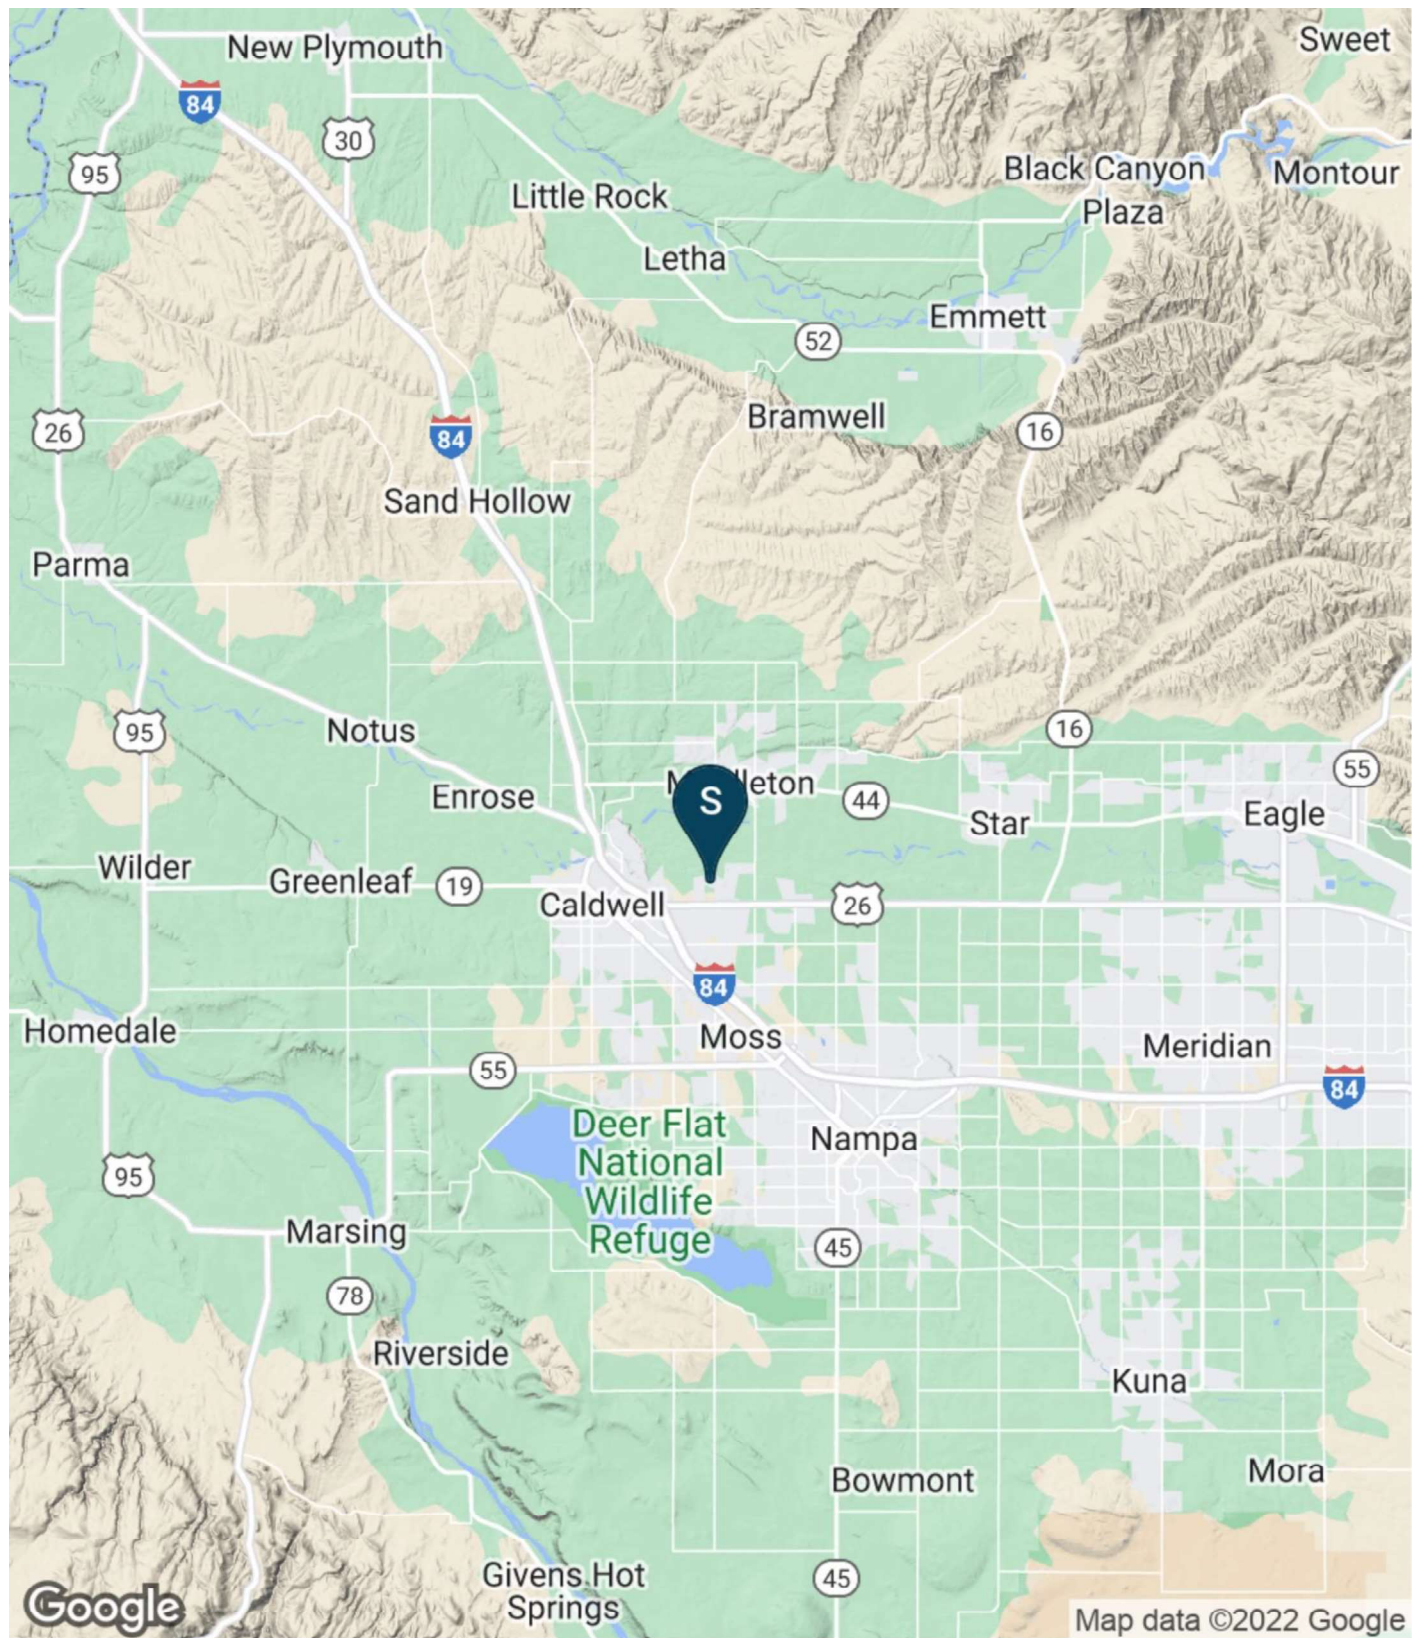 Sweet
New Plymouth
84
30
95
Black Canyon
Plaza
Montour
Little Rock
Letha
Emmett
52
Bramwell
26
84
16
Sand Hollow
Parma
95
Notus
16
55
M
leton
S
44
Enrose
Star
Eagle
Wilder
Greenleaf
19
Caldwell
26
84
Homedale
Moss
Meridian
55
84
Deer Flat
National
Wildlife
Refuge
Nampa
95
Marsing
45
78
Riverside
Kuna
Mora
Bowmont
Givens Hot
Springs
45
Google
Map data ©2022 Google